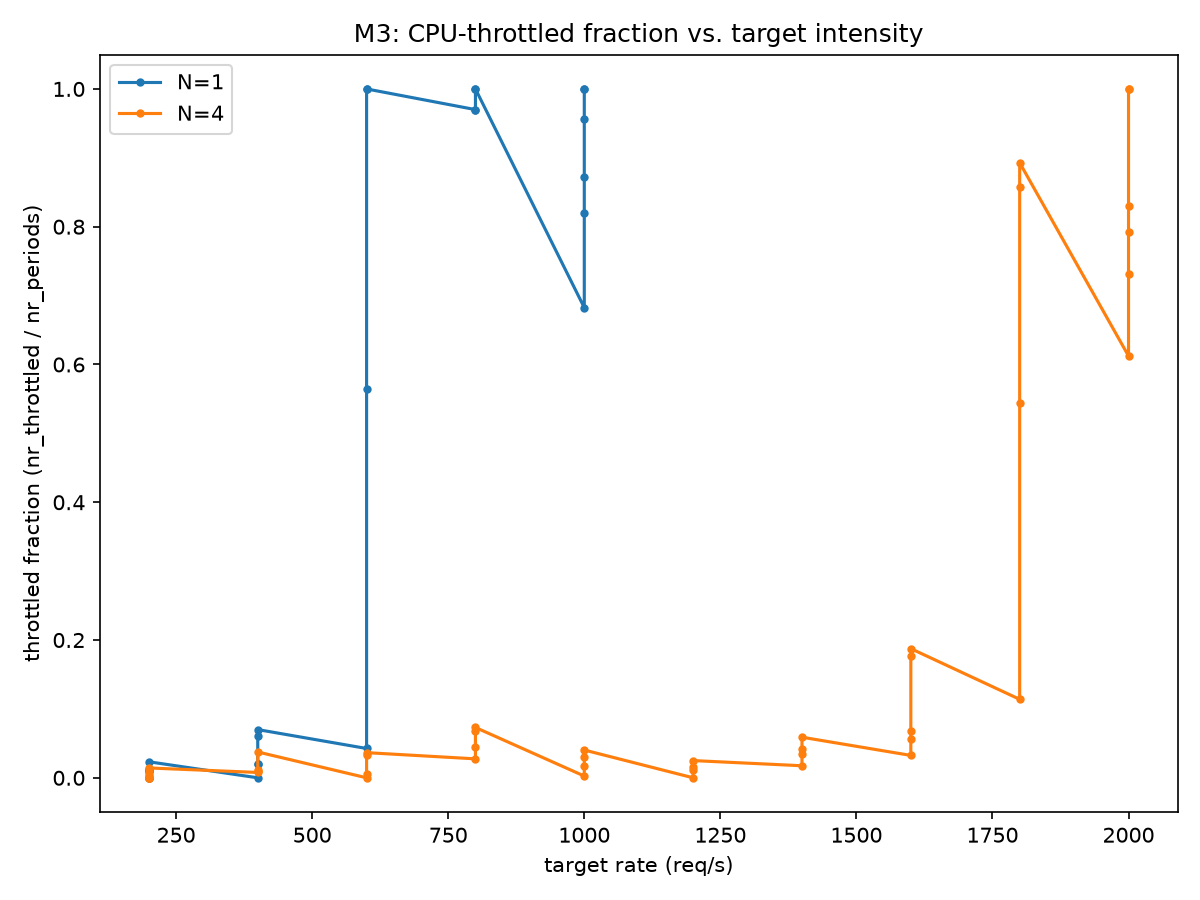 M3: CPU-throttled fraction vs. target intensity
N=1
N=4
throttled fraction (nr_throttled / nr_periods)
1.0
0.8
0.6
0.4
0.2
0.0
250 500 750 1000 1250 1500 1750 2000
target rate (req/s)